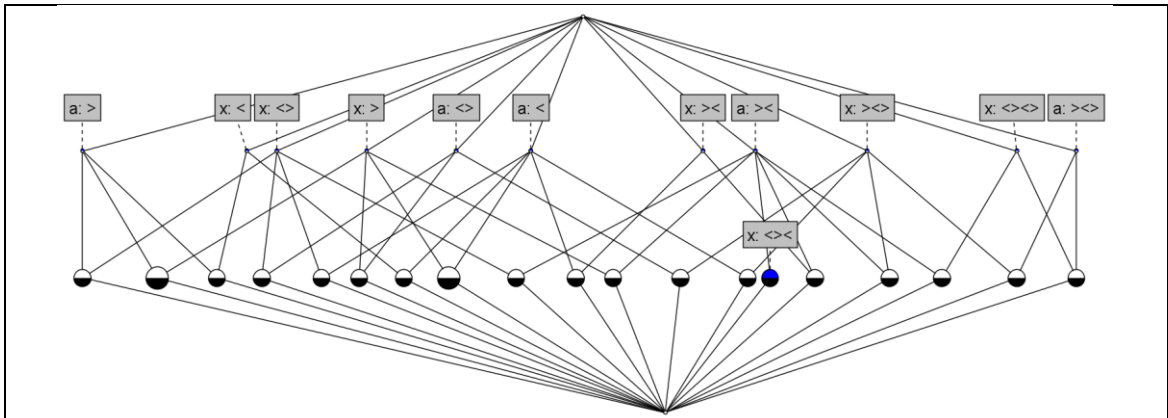 a: >
x: <
x: <>
x: >
a: <>
a: <
x: ><
a: ><
x: ><>
x: <><>
a: ><>
x: <><